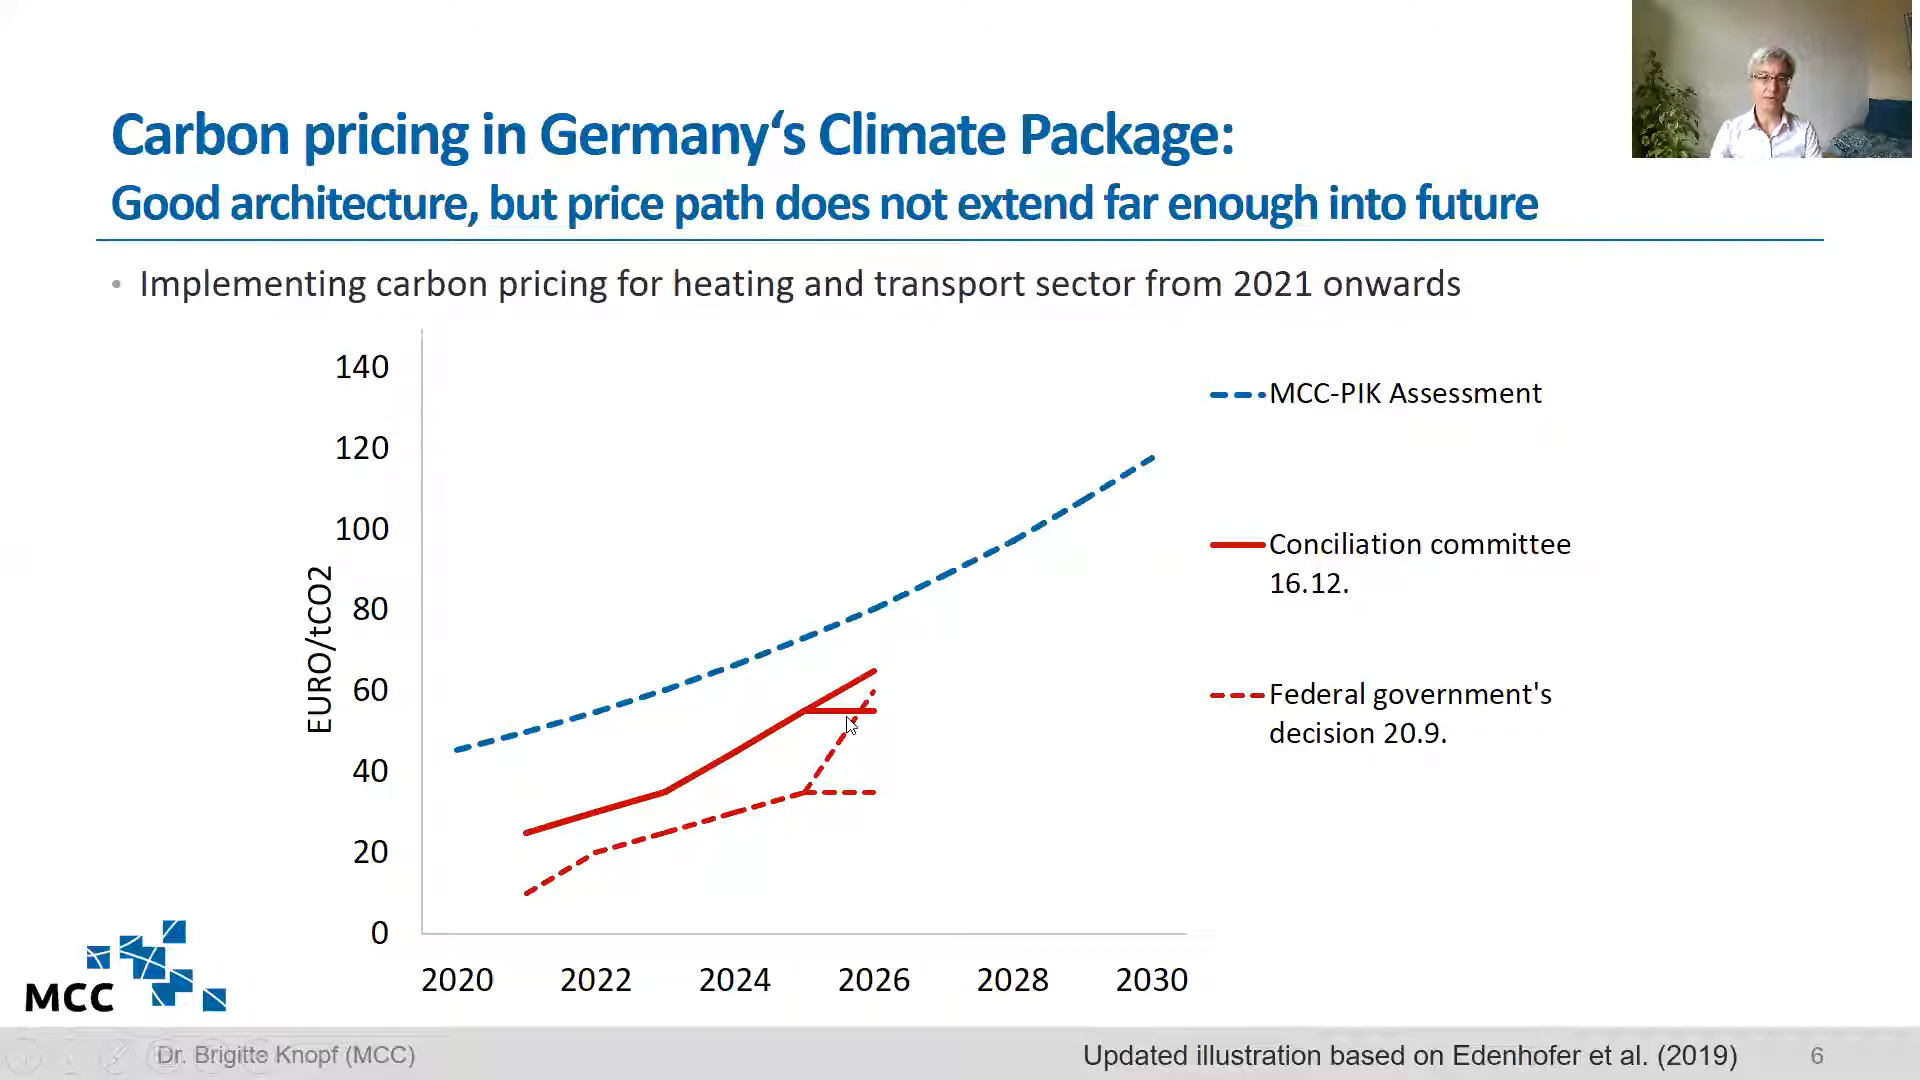 Carbon pricing in Germany‘s Climate Package:
Good architecture, but price path does not extend far enough into future
• Implementing carbon pricing for heating and transport sector from 2021 onwards
140
120
100
80
60
40
20
0
EURO/tCO2
2020 2022 2024 2026 2028 2030
MCC-PIK Assessment
Conciliation committee
16.12.
Federal government's
decision 20.9.
MCC
Dr. Brigitte Knopf (MCC)
Updated illustration based on Edenhofer et al. (2019)
6